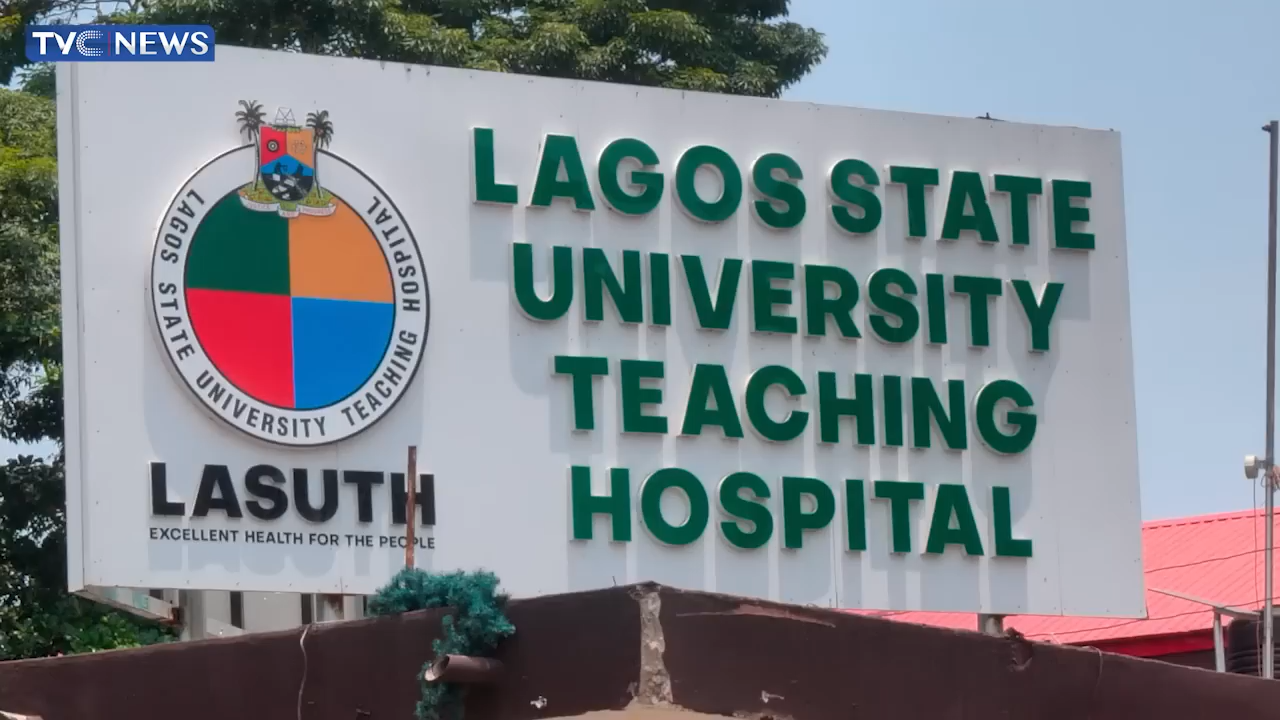 TVC NEWS
LAGOS STATE UNIVERSITY TEACHING HOSPITAL
LASUTH
EXCELLENT HEALTH FOR THE PEOPLE
LAGOS STATE
UNIVERSITY
TEACHING
HOSPITAL